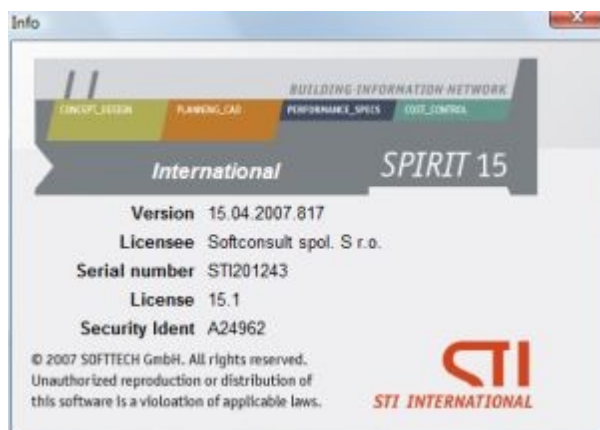 Info
BUILDING INFORMATION NETWORK
CONCEPT_DESIGN PLANNING_CAD PERFORMANCE_SPECS COST_CONTROL
International SPIRIT 15
Version 15.04.2007.817
Licensee Softconsult spol. S r.o.
Serial number STI201243
License 15.1
Security Ident A24962
© 2007 SOFTTECH GmbH. All rights reserved.
Unauthorized reproduction or distribution of
this software is a violoation of applicable laws.
STI
STI INTERNATIONAL